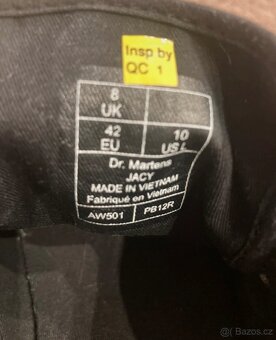 Insp by
QC 1
8
UK
42
EU
10
US L
Dr. Martens
JACY
MADE IN VIETNAM
Fabriqué en Vietnam
AW501
PB12R
Bazos.cz